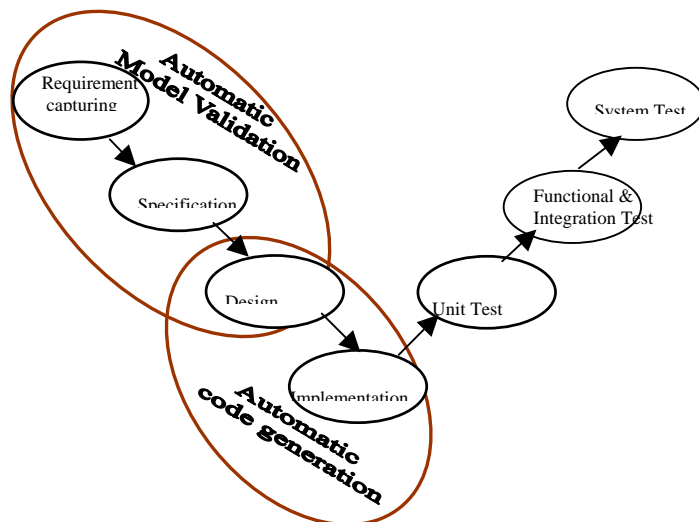 Automatic
Model Validation
Requirement
capturing
Specification
Design
Implementation
Automatic
code generation
Unit Test
Functional &
Integration Test
System Test